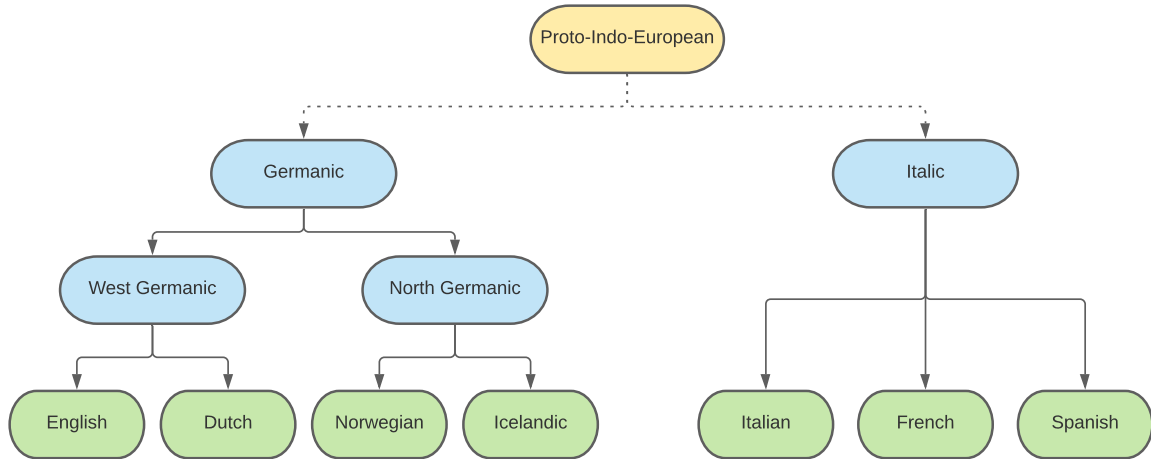 Proto-Indo-European
Germanic
Italic
West Germanic
North Germanic
English
Dutch
Norwegian
Icelandic
Italian
French
Spanish